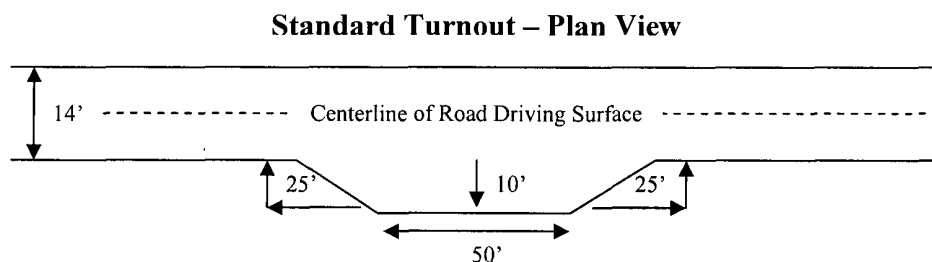 Standard Turnout – Plan View
14’
Centerline of Road Driving Surface
25’
10’
25’
50’